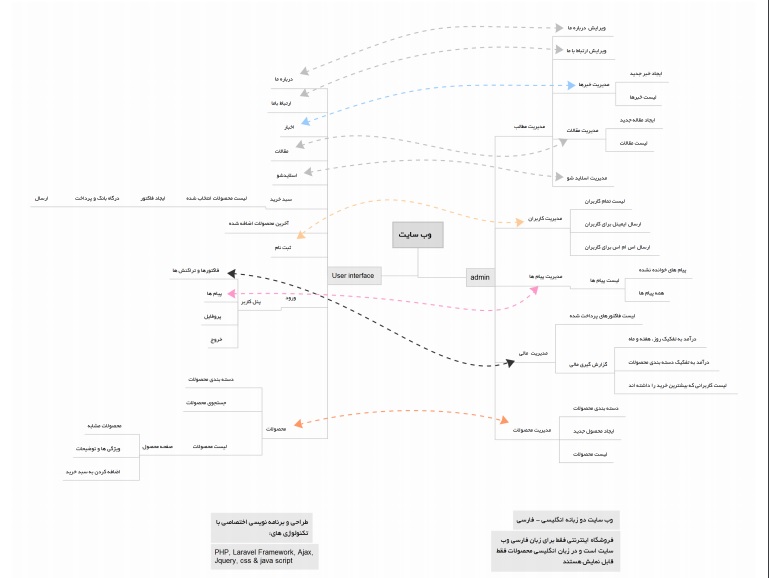 وب سایت
User interface
درباره ما
ارتباط باما
اخبار
مقالات
اسلایدشو
سبد خرید
لیست محصولات انتخاب شده
ایجاد فاکتور
درگاه بانک و پرداخت
ارسال
آخرین محصولات اضافه شده
ثبت نام
ورود
پنل کاربر
فاکتورها و تراکنش ها
پیام ها
پروفایل
خروج
محصولات
دسته بندی محصولات
جستجوی محصولات
لیست محصولات
صفحه محصول
محصولات مشابه
ویژگی ها و توضیحات
اضافه کردن به سبد خرید
admin
مدیریت مطالب
ویرایش درباره ما
ویرایش ارتباط با ما
مدیریت خبرها
ایجاد خبر جدید
لیست خبرها
مدیریت مقالات
ایجاد مقاله جدید
لیست مقالات
مدیریت اسلاید شو
مدیریت کاربران
لیست تمام کاربران
ارسال ایمیل برای کاربران
ارسال اس ام اس برای کاربران
مدیریت پیام ها
لیست پیام ها
پیام های خوانده نشده
همه پیام ها
مدیریت مالی
لیست فاکتورهای پرداخت شده
گزارش گیری مالی
درآمد به تفکیک روز، هفته و ماه
درآمد به تفکیک دسته بندی محصولات
لیست کاربرانی که بیشترین خرید را داشته اند
مدیریت محصولات
دسته بندی محصولات
ایجاد محصول جدید
لیست محصولات
وب سایت دو زبانه انگلیسی - فارسی
فروشگاه اینترنتی فقط برای زبان فارسی وب
سایت است و در زبان انگلیسی محصولات فقط
قابل نمایش هستند
طراحی و برنامه نویسی اختصاصی با
تکنولوژی های:
PHP, Laravel Framework, Ajax,
Jquery, css & java script